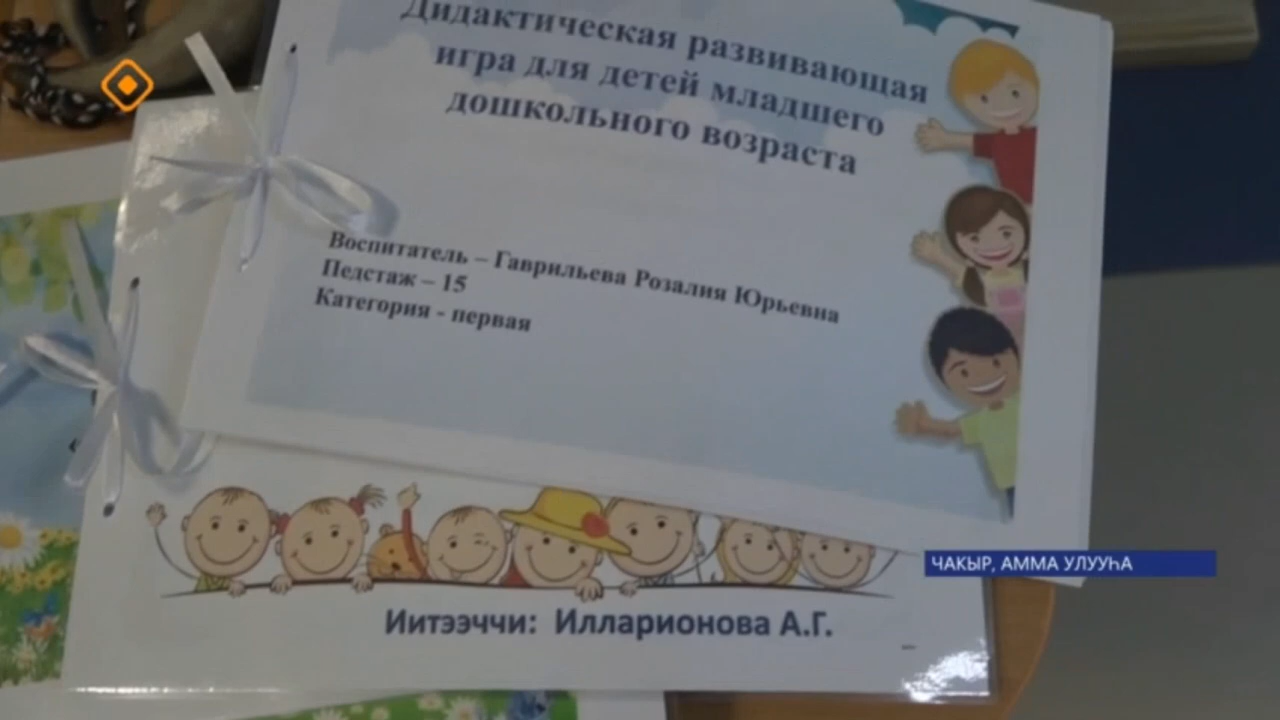 Дидактическая развивающая
игра для детей младшего
дошкольного возраста
Воспитатель – Гаврильева Розалия Юрьевна
Педстаж – 15
Категория - первая
ЧАКЫР, АММА УЛУУҺА
Иитээччи: Илларионова А.Г.